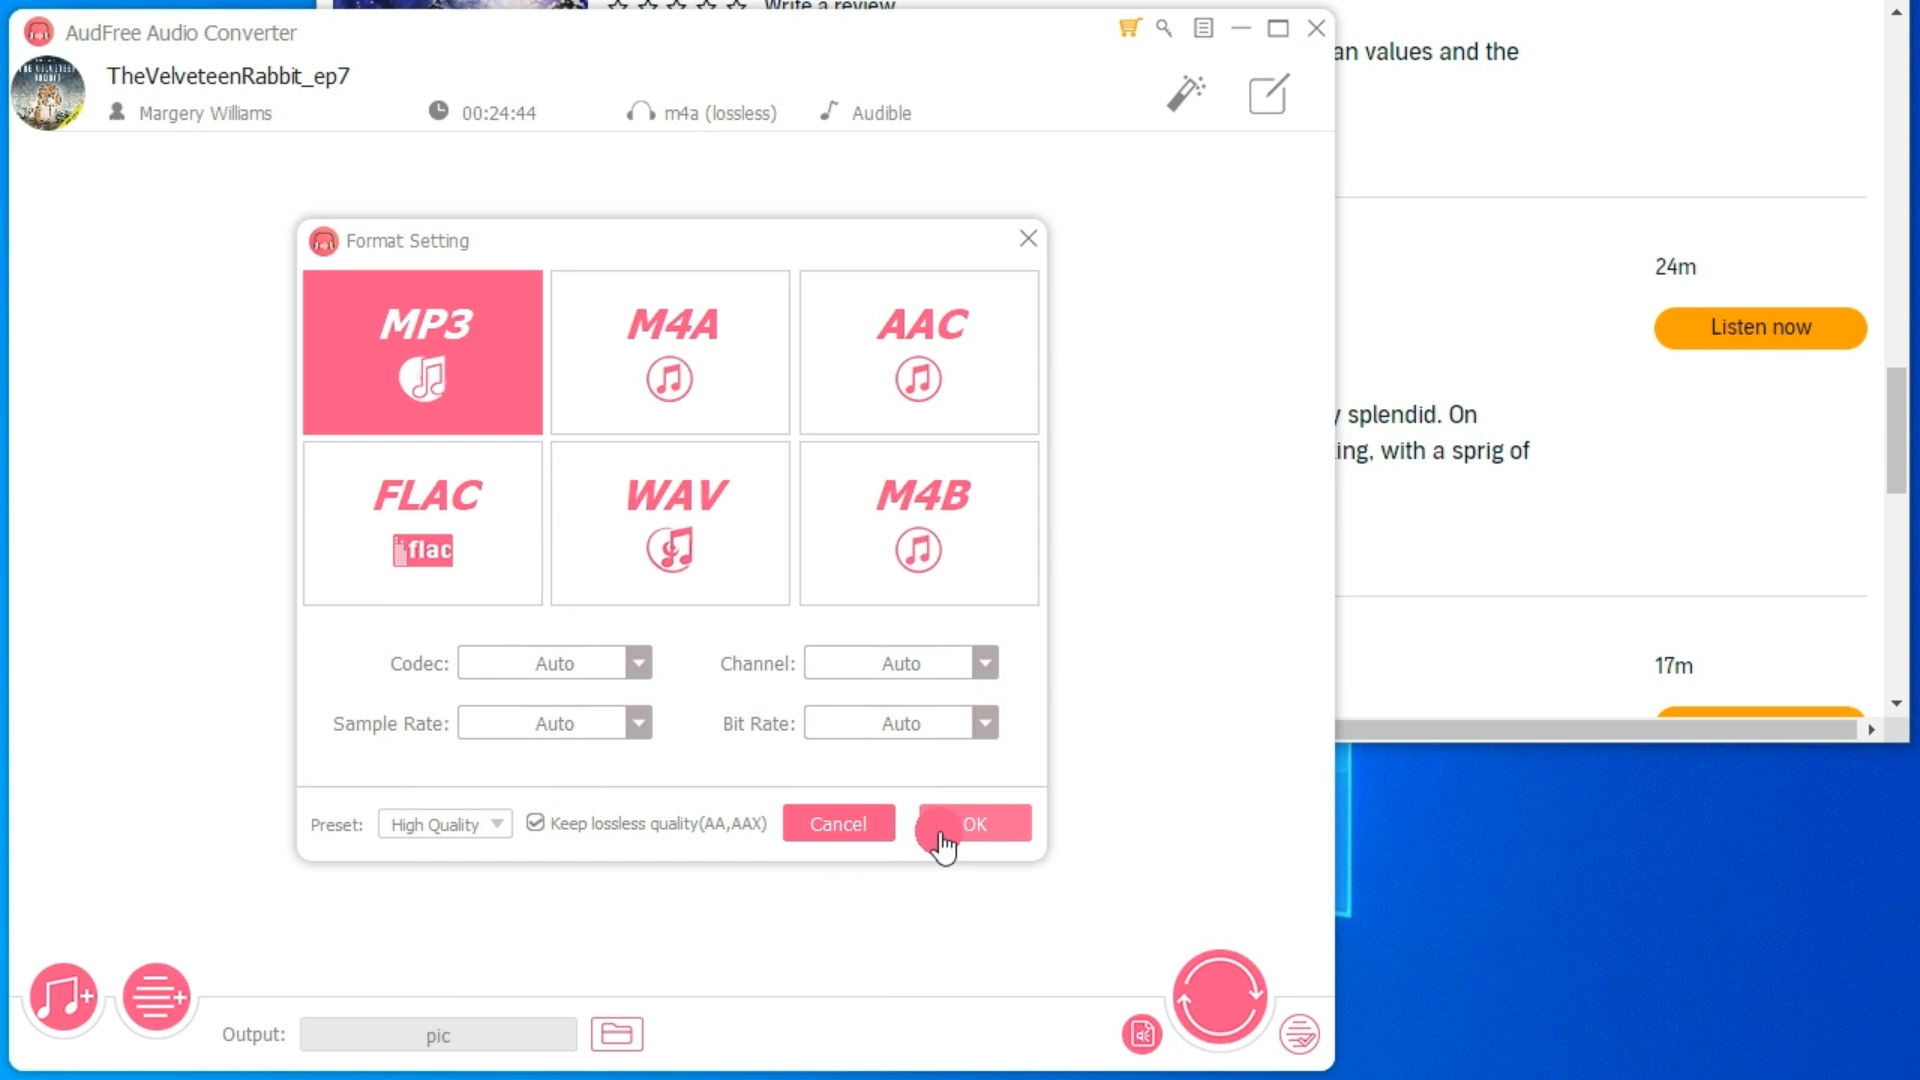 Write a review
AudFree Audio Converter
TheVelveteenRabbit_ep7
Margery Williams
00:24:44
m4a (lossless)
Audible
an values and the
Format Setting
MP3
M4A
AAC
FLAC
flac
WAV
M4B
Codec: Auto
Channel: Auto
Sample Rate: Auto
Bit Rate: Auto
Preset: High Quality
Keep lossless quality(AA,AAX)
Cancel
OK
24m
Listen now
y splendid. On
ing, with a sprig of
17m
Output: pic